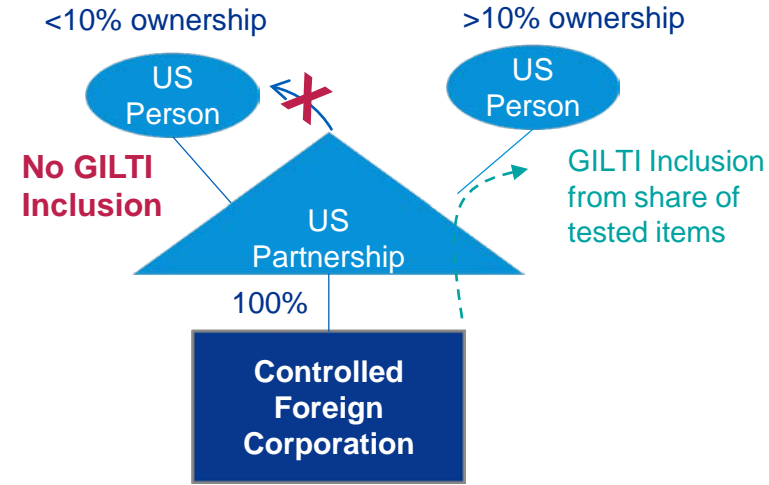 <10% ownership
>10% ownership
US
Person
US
Person
No GILTI
Inclusion
GILTI Inclusion
from share of
tested items
US
Partnership
100%
Controlled
Foreign
Corporation